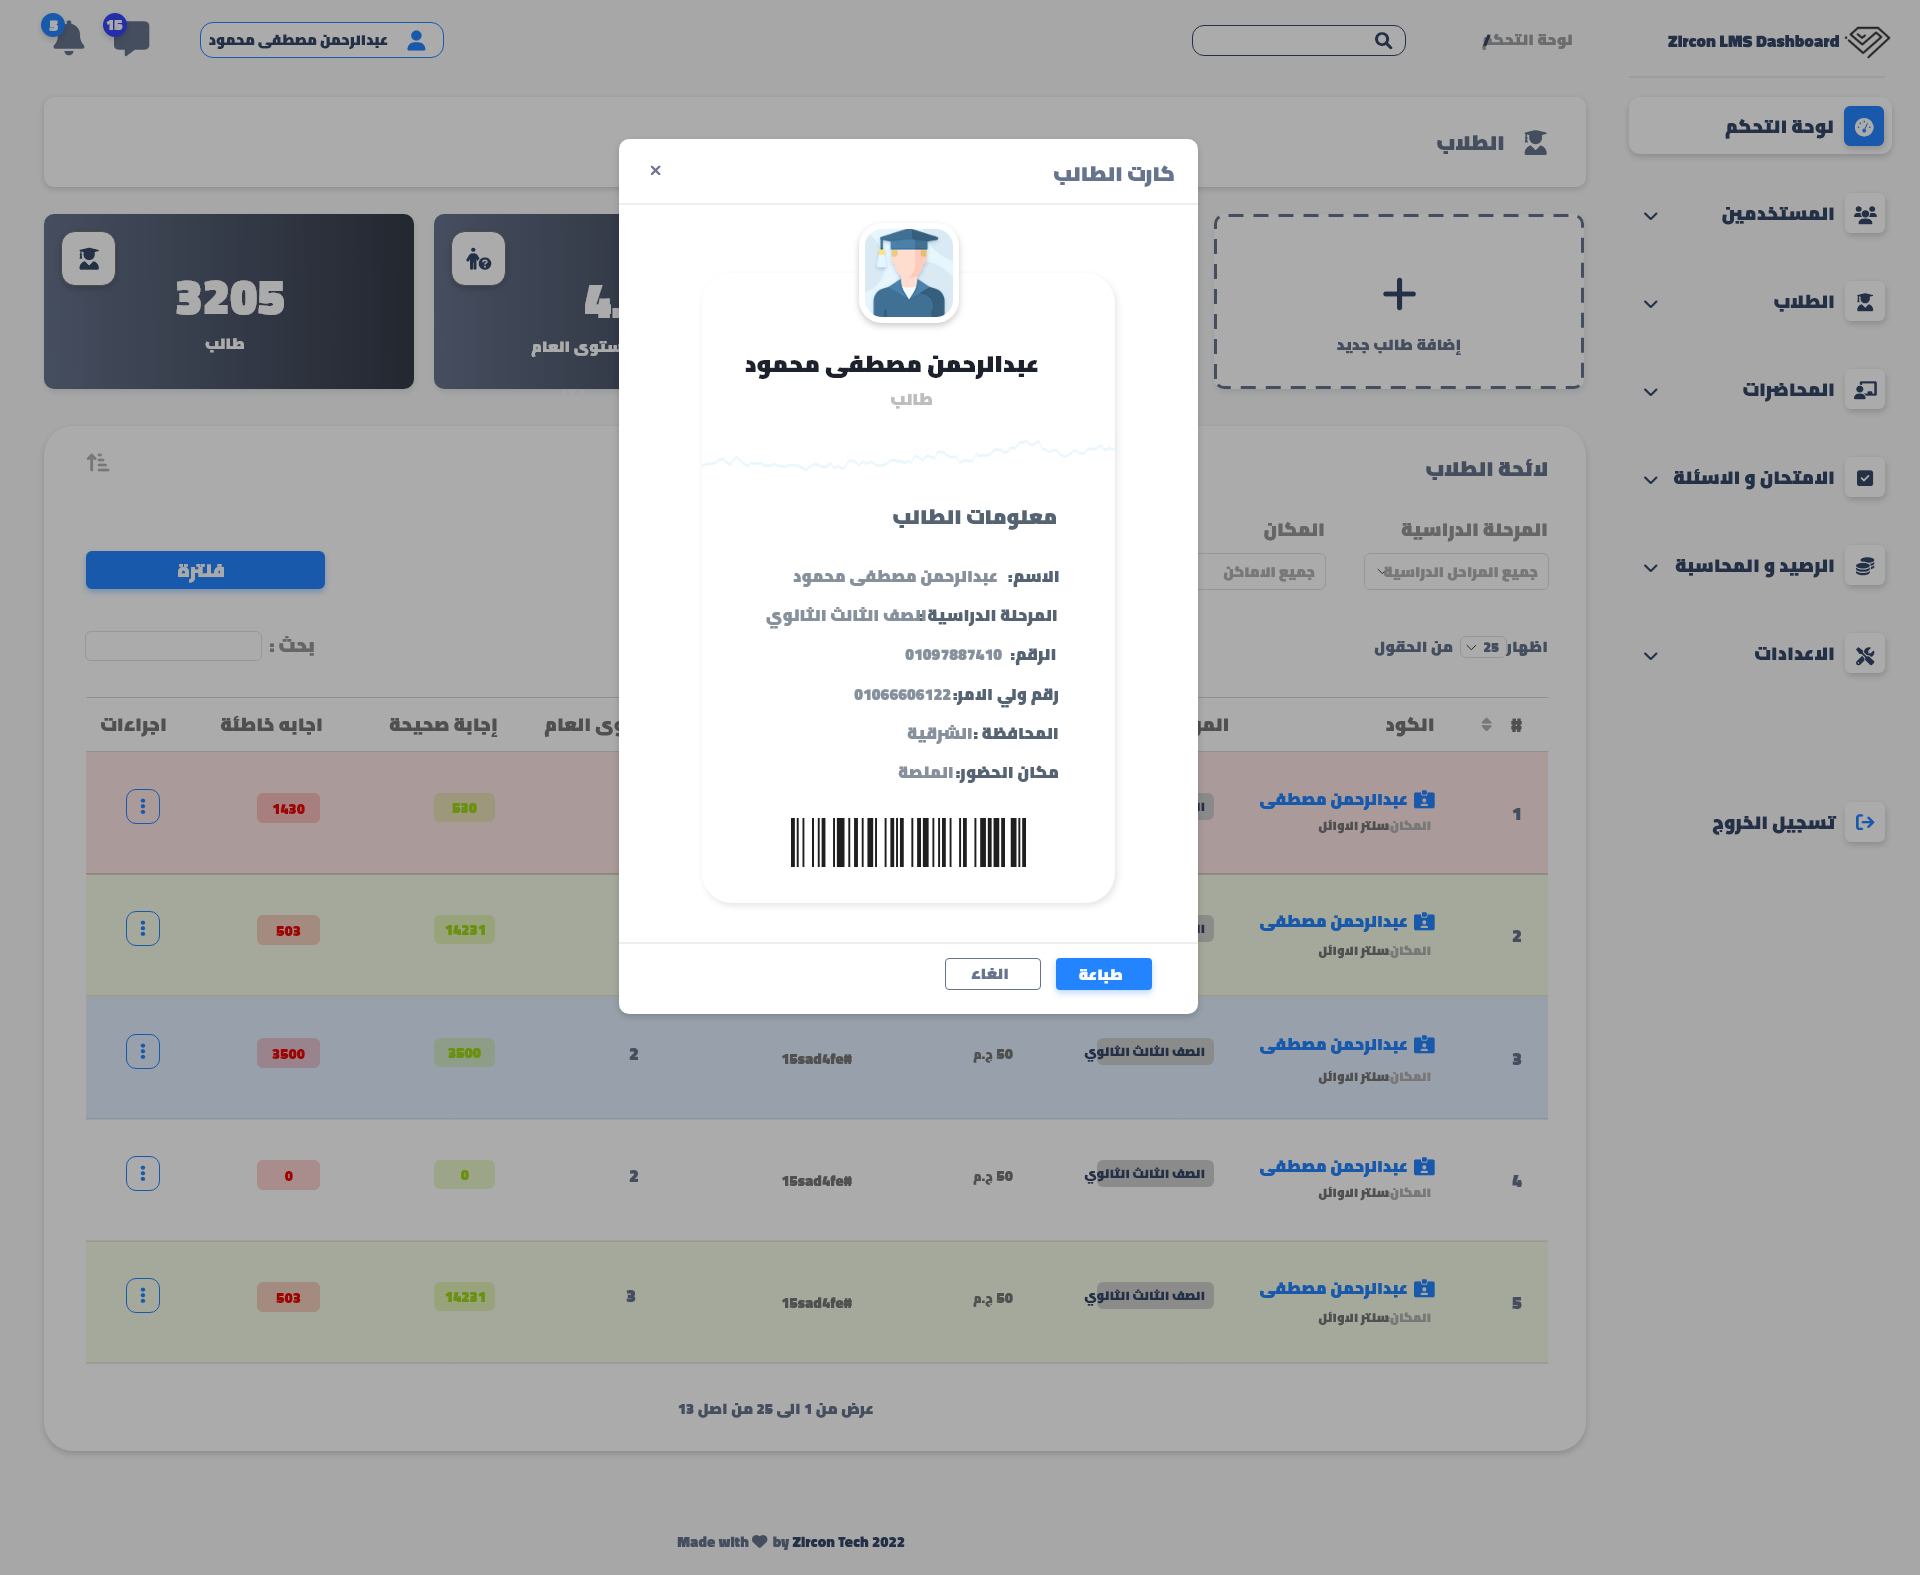 Zircon LMS Dashboard
لوحة التحكم /
عبدالرحمن مصطفى محمود
15
5
لوحة التحكم
المستخدمين
الطلاب
المحاضرات
الامتحان و الاسئلة
الرصيد و المحاسبة
الاعدادات
تسجيل الخروج
الطلاب
إضافة طالب جديد
3205
طالب
لائحة الطلاب
المرحلة الدراسية
المكان
جميع المراحل الدراسية
جميع الاماكن
فلترة
اظهار 25 من الحقول
بحث :
# الكود
إجابة صحيحة
اجابه خاطئة
اجراءات
1
عبدالرحمن مصطفى
المكان:سنتر الاوائل
530
1430
2
عبدالرحمن مصطفى
المكان:سنتر الاوائل
14231
503
3
عبدالرحمن مصطفى
المكان:سنتر الاوائل
الصف الثالث الثانوي
50 ج.م
15sad4fe#
2
3500
3500
4
عبدالرحمن مصطفى
المكان:سنتر الاوائل
الصف الثالث الثانوي
50 ج.م
15sad4fe#
2
0
0
5
عبدالرحمن مصطفى
المكان:سنتر الاوائل
الصف الثالث الثانوي
50 ج.م
15sad4fe#
3
14231
503
عرض من 1 الى 25 من اصل 13
كارت الطالب
×
عبدالرحمن مصطفى محمود
طالب
معلومات الطالب
الاسم: عبدالرحمن مصطفى محمود
المرحلة الدراسية: الصف الثالث الثانوي
الرقم: 01097887410
رقم ولي الامر: 01066606122
المحافظة: الشرقية
مكان الحضور: المنصة
طباعة
الغاء
Made with by Zircon Tech 2022